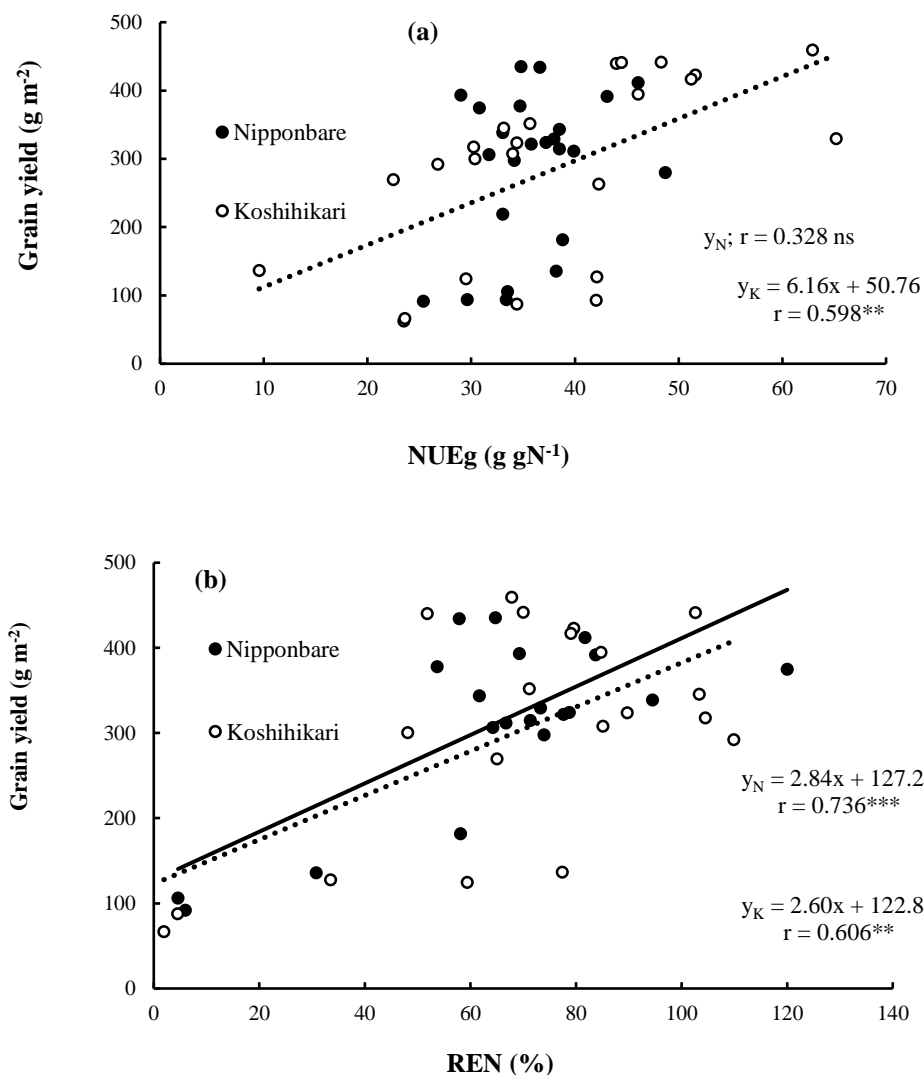 (a)
500
400
300
200
100
0
Grain yield (g m-2)
Nipponbare
Koshihikari
yN; r = 0.328 ns
yK = 6.16x + 50.76
r = 0.598**
0 10 20 30 40 50 60 70
NUEg (g gN-1)
(b)
500
400
300
200
100
0
Grain yield (g m-2)
Nipponbare
Koshihikari
yN = 2.84x + 127.2
r = 0.736***
yK = 2.60x + 122.8
r = 0.606**
0 20 40 60 80 100 120 140
REN (%)